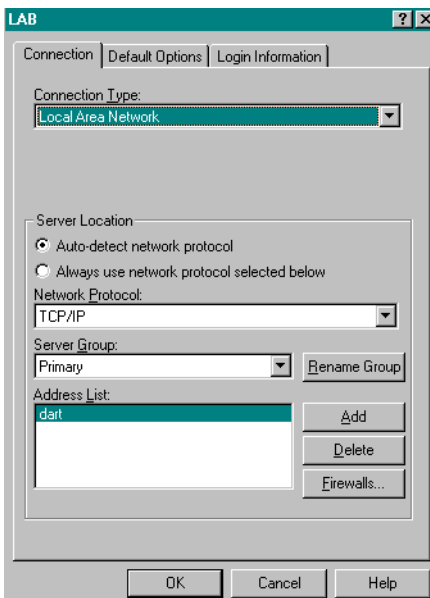 LAB
Connection
Default Options
Login Information
Connection Type:
Local Area Network
Server Location
Auto-detect network protocol
Always use network protocol selected below
Network Protocol:
TCP/IP
Server Group:
Primary
Rename Group
Address List:
dart
Add
Delete
Firewalls...
OK
Cancel
Help